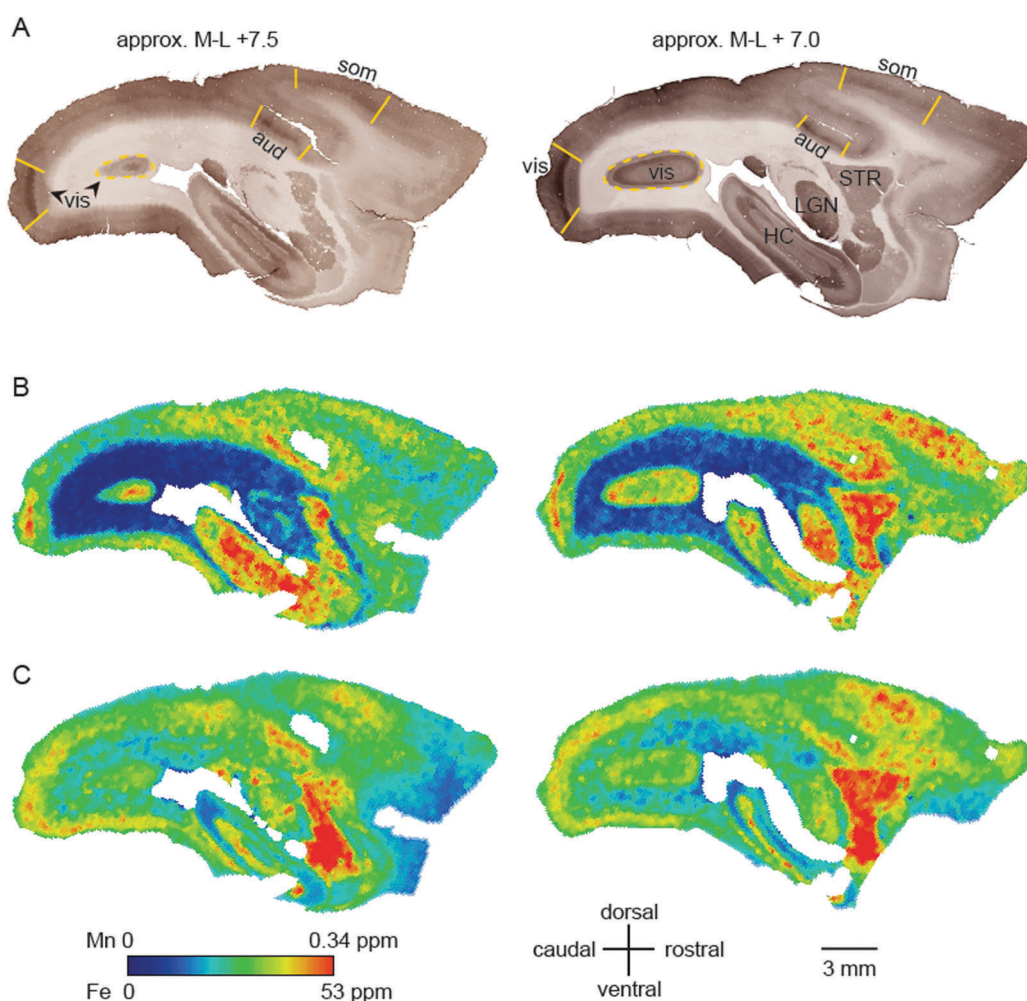 A
approx. M-L +7.5
approx. M-L + 7.0
som
som
aud
aud
vis
vis
vis
STR
LGN
HC
B
C
Mn 0 0.34 ppm
Fe 0 53 ppm
dorsal
caudal rostral
ventral
3 mm